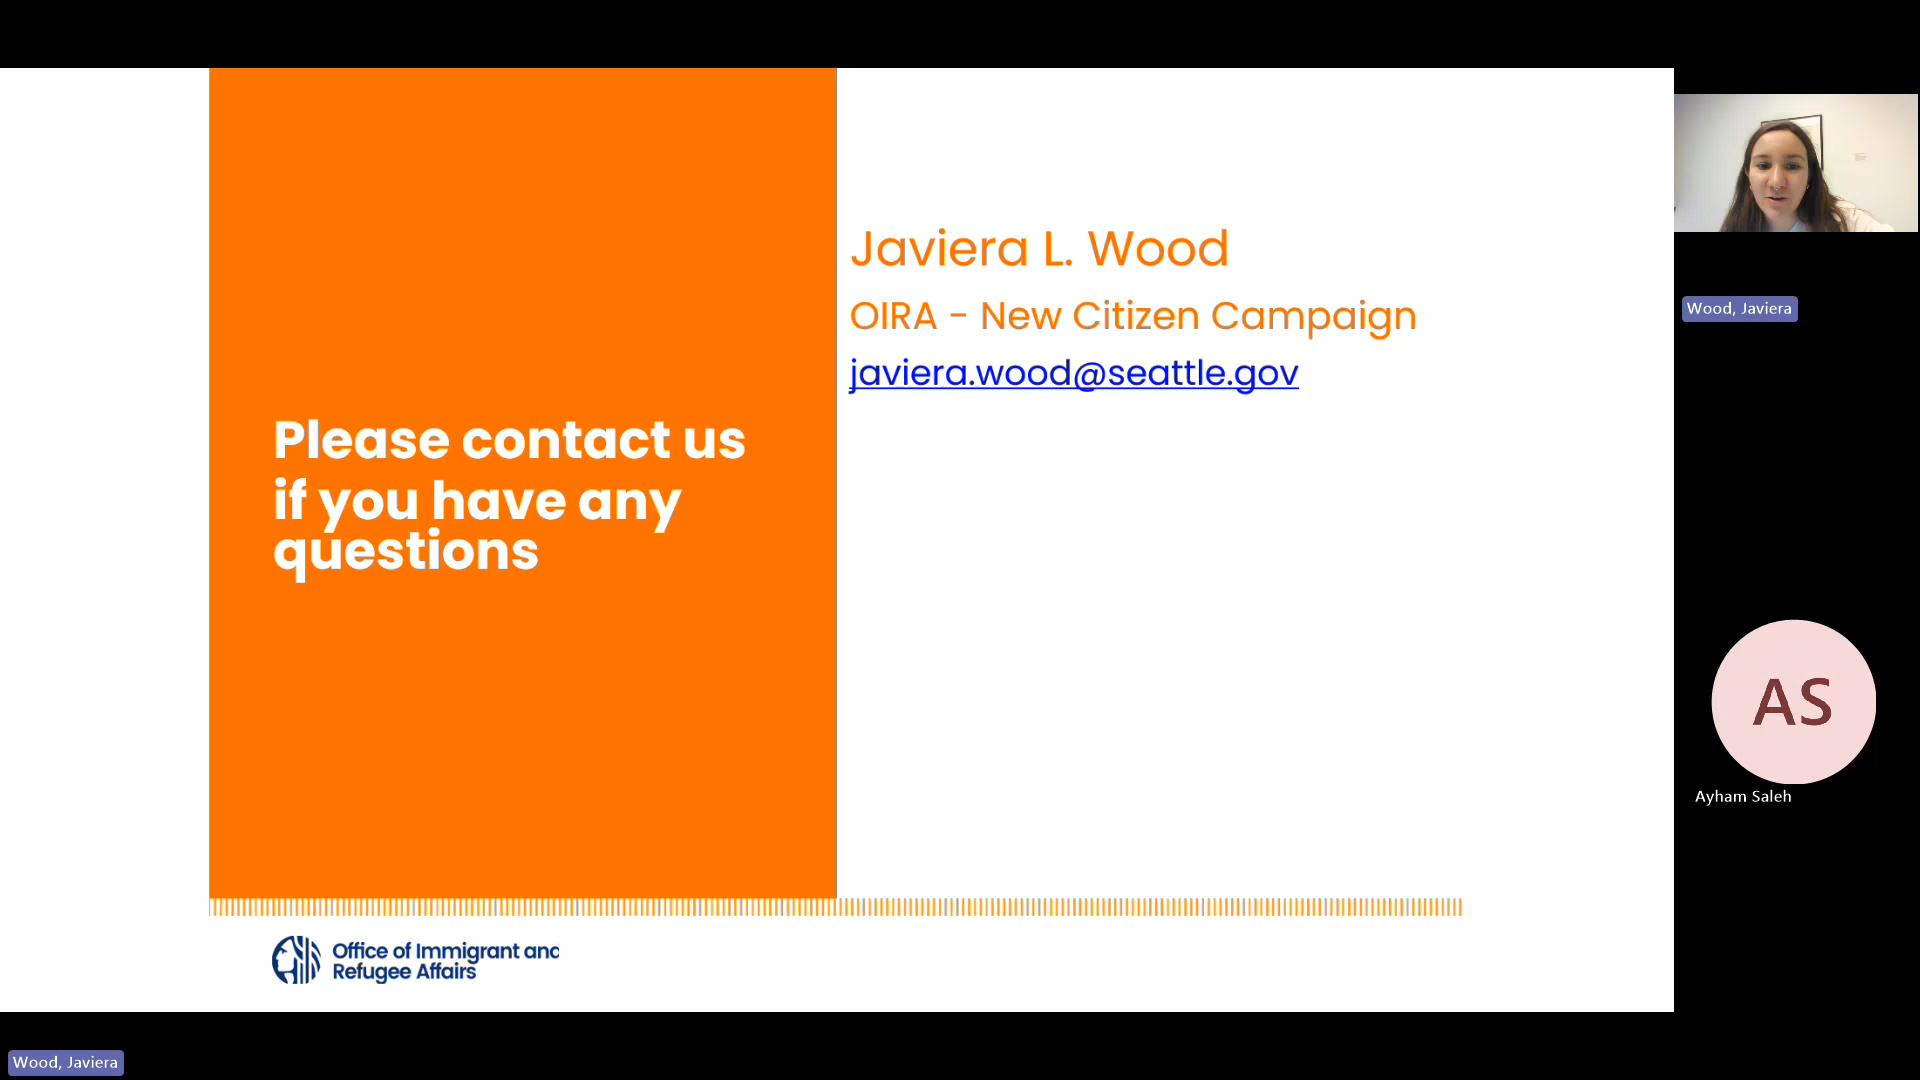 Please contact us
if you have any
questions
Javiera L. Wood
OIRA - New Citizen Campaign
javiera.wood@seattle.gov
Office of Immigrant and
Refugee Affairs
Wood, Javiera
AS
Ayham Saleh
Wood, Javiera